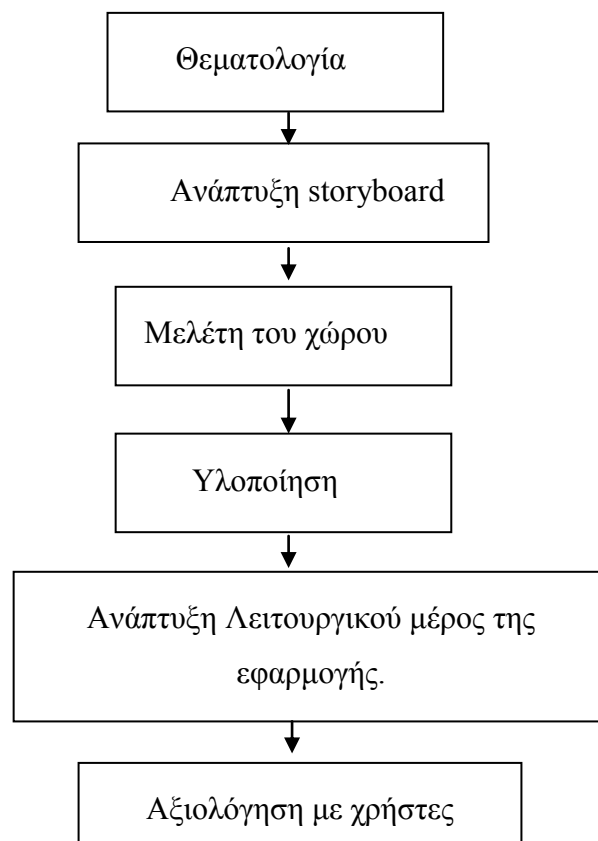 Θεματολογία
Ανάπτυξη storyboard
Μελέτη του χώρου
Υλοποίηση
Ανάπτυξη Λειτουργικού μέρος της
εφαρμογής.
Αξιολόγηση με χρήστες